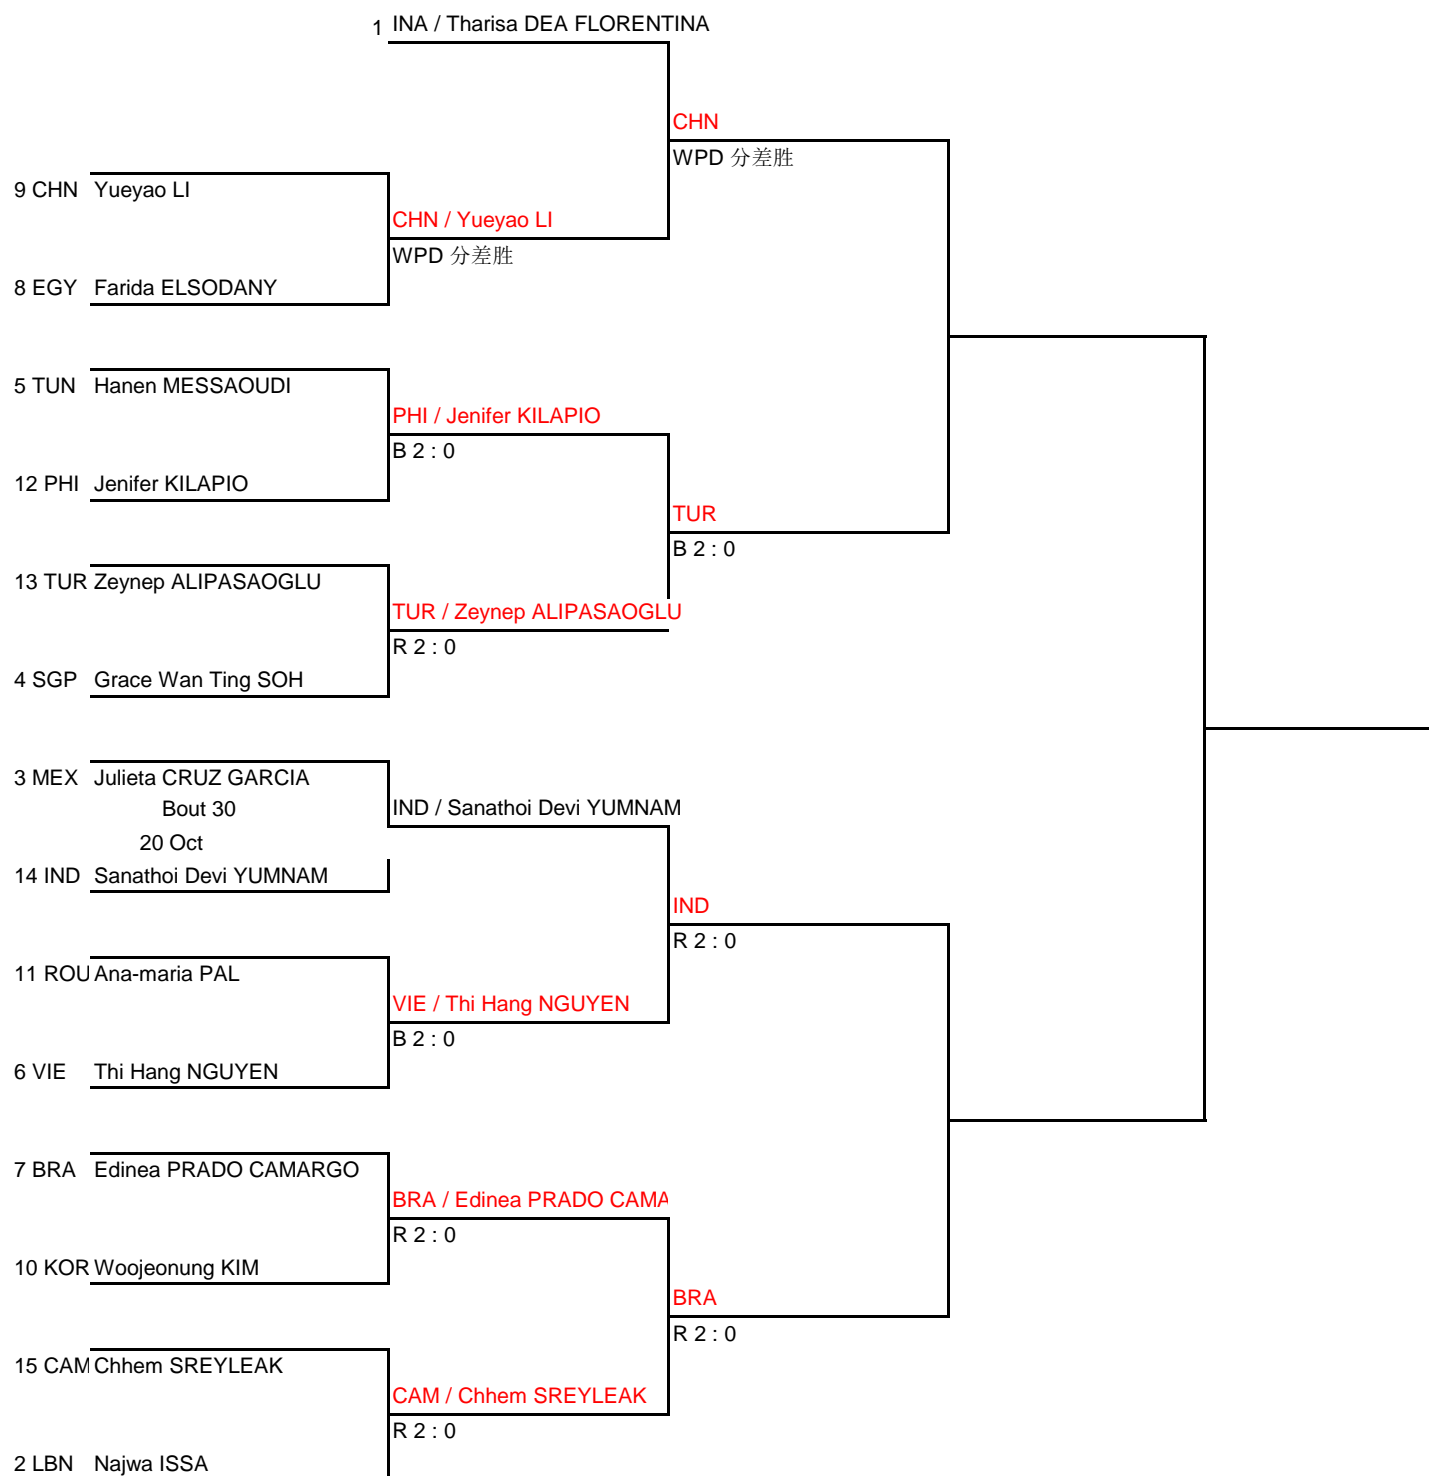 1 INA / Tharisa DEA FLORENTINA
CHN
WPD 分差胜
9 CHN Yueyao LI
CHN / Yueyao LI
WPD 分差胜
8 EGY Farida ELSODANY
5 TUN Hanen MESSAOUDI
PHI / Jenifer KILAPIO
B 2 : 0
12 PHI Jenifer KILAPIO
TUR
B 2 : 0
13 TUR Zeynep ALIPASAOGLU
TUR / Zeynep ALIPASAOGLU
R 2 : 0
4 SGP Grace Wan Ting SOH
3 MEX Julieta CRUZ GARCIA
Bout 30
IND / Sanathoi Devi YUMNAM
20 Oct
14 IND Sanathoi Devi YUMNAM
IND
R 2 : 0
11 ROU Ana-maria PAL
VIE / Thi Hang NGUYEN
B 2 : 0
6 VIE Thi Hang NGUYEN
7 BRA Edinea PRADO CAMARGO
BRA / Edinea PRADO CAMA
R 2 : 0
10 KOR Woojeonung KIM
BRA
R 2 : 0
15 CAM Chhem SREYLEAK
CAM / Chhem SREYLEAK
R 2 : 0
2 LBN Najwa ISSA